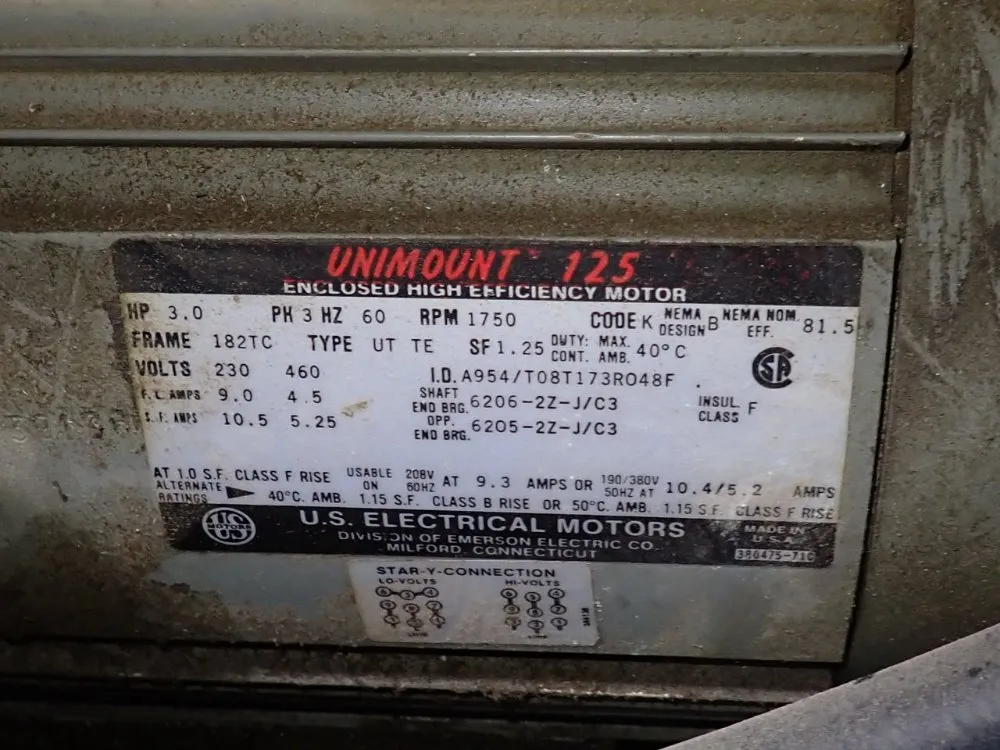 UNIMOUNT 125
ENCLOSED HIGH EFFICIENCY MOTOR
HP 3.0 PH 3 HZ 60 RPM 1750 CODE K NEMA DESIGN B NEMA NOM. EFF. 81.5
FRAME 182TC TYPE UT TE SF 1.25 DUTY: MAX. CONT. AMB. 40°C
VOLTS 230 460 I.D. A954/T08T173R048F
F.L. AMPS 9.0 4.5 SHAFT END BRG. 6206-2Z-J/C3 INSUL CLASS F
S.F. AMPS 10.5 5.25 OPP. END BRG. 6205-2Z-J/C3
SA
AT 1.0 S.F. CLASS F RISE USABLE ON 208V 60HZ AT 9.3 AMPS OR 190/380V 50HZ AT 10.4/5.2 AMPS
ALTERNATE RATINGS 40°C. AMB. 1.15 S.F. CLASS B RISE OR 50°C. AMB. 1.15 S.F. CLASS F RISE
US MOTORS
U.S. ELECTRICAL MOTORS
DIVISION OF EMERSON ELECTRIC CO.
MILFORD, CONNECTICUT
MADE IN U.S.A.
STAR-Y-CONNECTION
LO-VOLTS HI-VOLTS